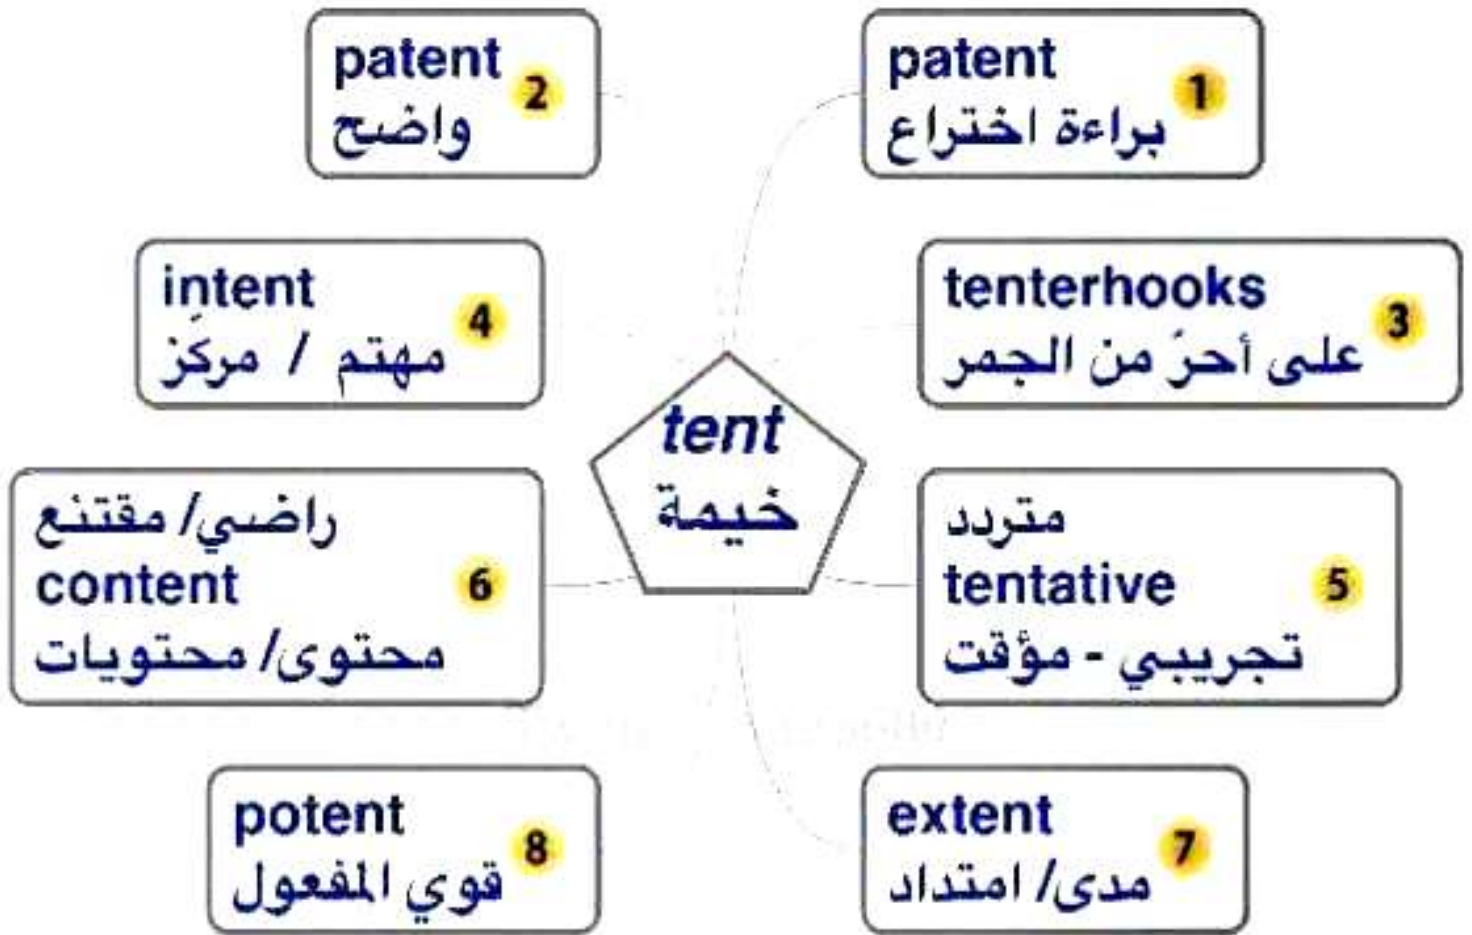 patent
براءة اختراع
1
patent
واضح
2
tenterhooks
على أحرّ من الجمر
3
intent
مهتم / مركّز
4
tent
خيمة
متردد
tentative
تجريبي - مؤقت
5
راضي/ مقتنع
content
محتوى/ محتويات
6
extent
مدى/ امتداد
7
potent
قوي المفعول
8